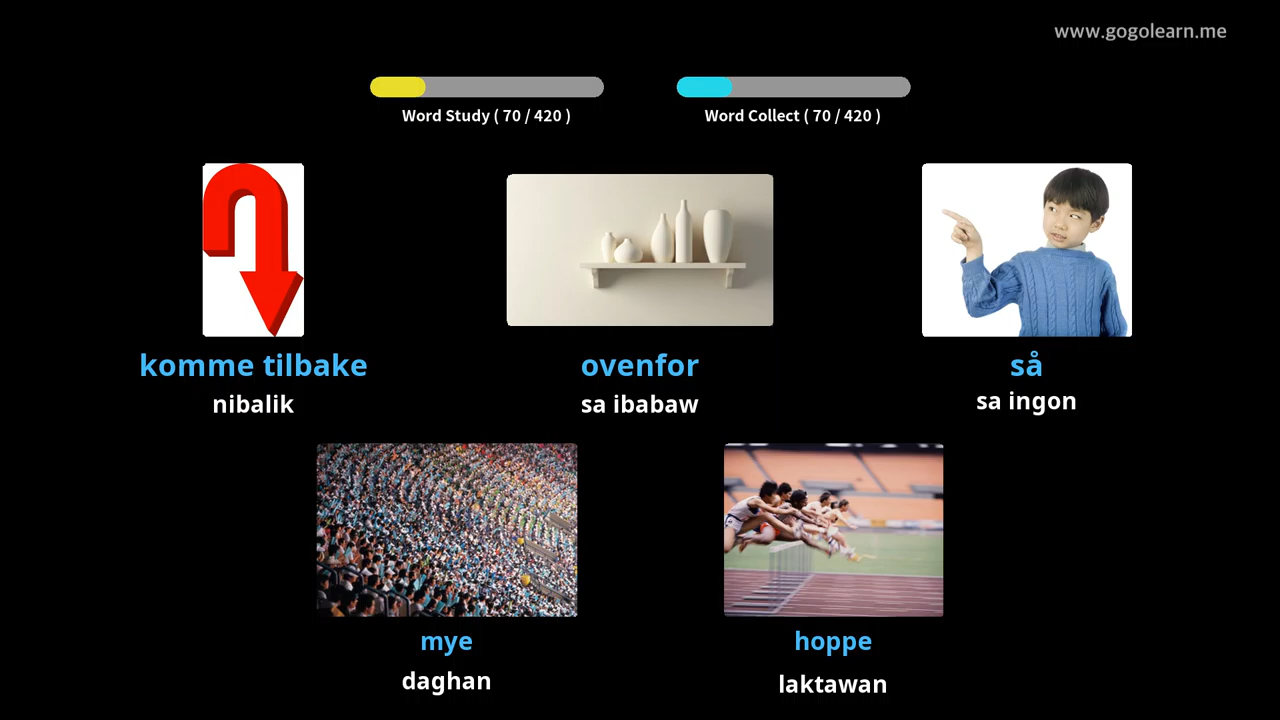 www.gogolearn.me
Word Study ( 70 / 420 )
Word Collect ( 70 / 420 )
komme tilbake
nibalik
ovenfor
sa ibabaw
så
sa ingon
mye
daghan
hoppe
laktawan